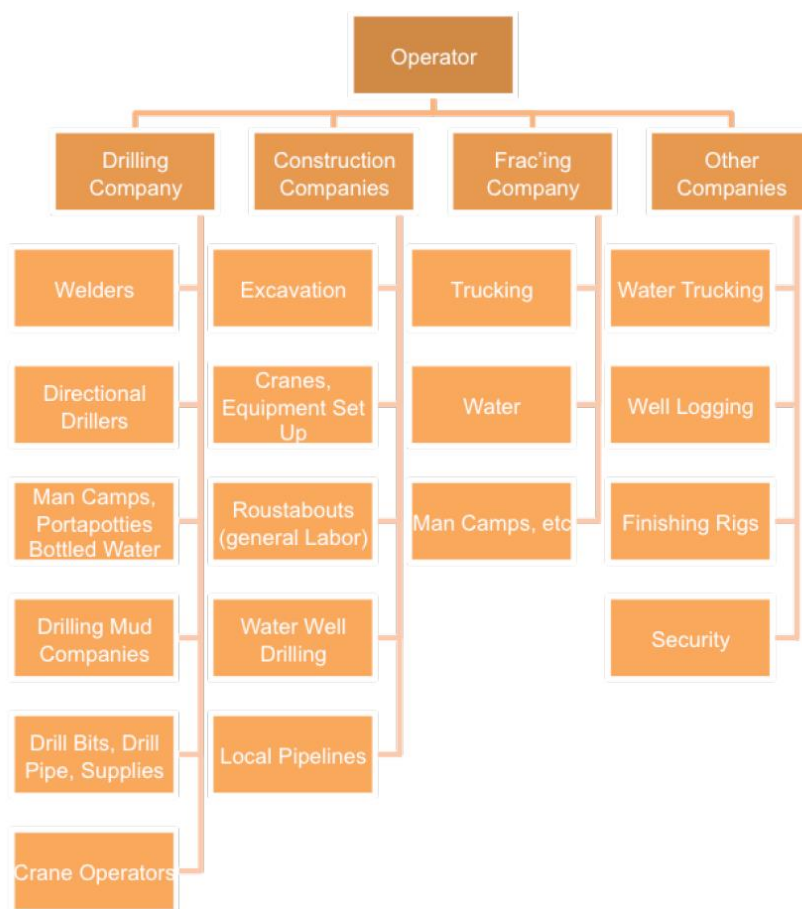 Operator
Drilling
Company
Construction
Companies
Frac'ing
Company
Other
Companies
Welders
Directional
Drillers
Man Camps,
Portapotties
Bottled Water
Drilling Mud
Companies
Drill Bits, Drill
Pipe, Supplies
Crane Operators
Excavation
Cranes,
Equipment Set
Up
Roustabouts
(general Labor)
Water Well
Drilling
Local Pipelines
Trucking
Water
Man Camps, etc
Water Trucking
Well Logging
Finishing Rigs
Security